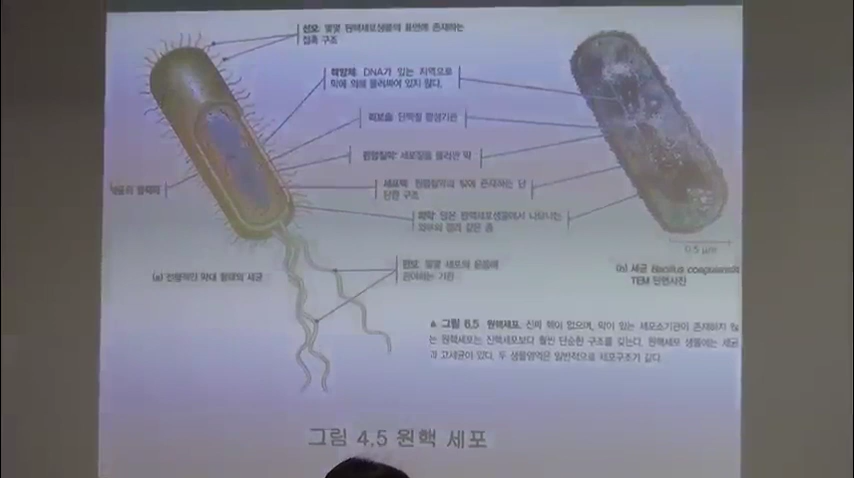 선모: 몇몇 원핵세포생물의 표면에 존재하는
접촉 구조
핵양체: DNA가 있는 지역으로
막에 의해 둘러싸여 있지 않다.
리보솜: 단백질 합성기관
원형질막: 세포질을 둘러싼 막
세포벽: 원형질막의 밖에 존재하는 단
단한 구조
피막: 많은 원핵세포생물에서 나타나는
외부의 젤리 같은 층
편모: 몇몇 세포의 운동에
관여하는 기관
(a) 전형적인 막대 형태의 세균
0.5 μm
(b) 세균 Bacillus coagulans의
TEM 단면사진
▲ 그림 6.5 원핵세포. 진짜 핵이 없으며, 막이 있는 세포소기관이 존재하지 않
는 원핵세포는 진핵세포보다 훨씬 단순한 구조를 갖는다. 원핵세포 생물에는 세균
과 고세균이 있다. 두 생물영역은 일반적으로 세포구조가 같다.
그림 4.5 원핵 세포